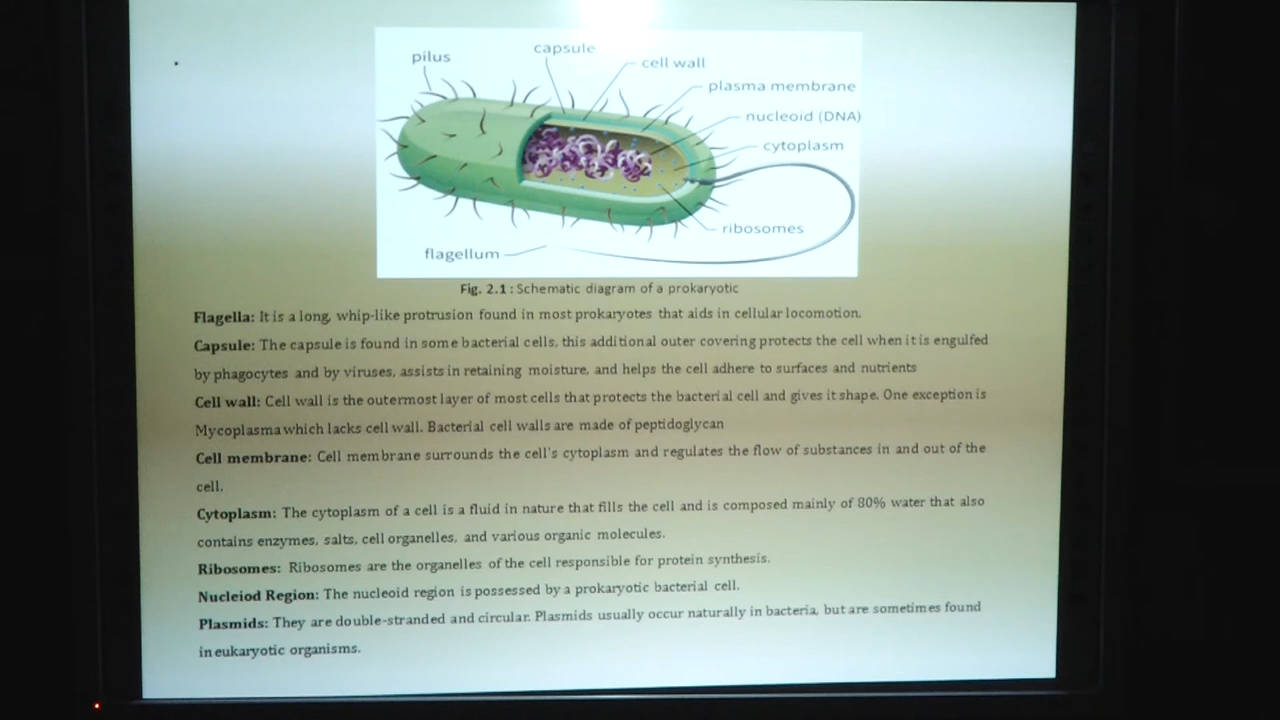 pilus
capsule
cell wall
plasma membrane
nucleoid (DNA)
cytoplasm
ribosomes
flagellum
Fig. 2.1 : Schematic diagram of a prokaryotic
Flagella: It is a long, whip-like protrusion found in most prokaryotes that aids in cellular locomotion.
Capsule: The capsule is found in some bacterial cells, this additional outer covering protects the cell when it is engulfed
by phagocytes and by viruses, assists in retaining moisture, and helps the cell adhere to surfaces and nutrients
Cell wall: Cell wall is the outermost layer of most cells that protects the bacterial cell and gives it shape. One exception is
Mycoplasma which lacks cell wall. Bacterial cell walls are made of peptidoglycan
Cell membrane: Cell membrane surrounds the cell's cytoplasm and regulates the flow of substances in and out of the
cell.
Cytoplasm: The cytoplasm of a cell is a fluid in nature that fills the cell and is composed mainly of 80% water that also
contains enzymes, salts, cell organelles, and various organic molecules.
Ribosomes: Ribosomes are the organelles of the cell responsible for protein synthesis.
Nucleiod Region: The nucleoid region is possessed by a prokaryotic bacterial cell.
Plasmids: They are double-stranded and circular. Plasmids usually occur naturally in bacteria, but are sometimes found
in eukaryotic organisms.